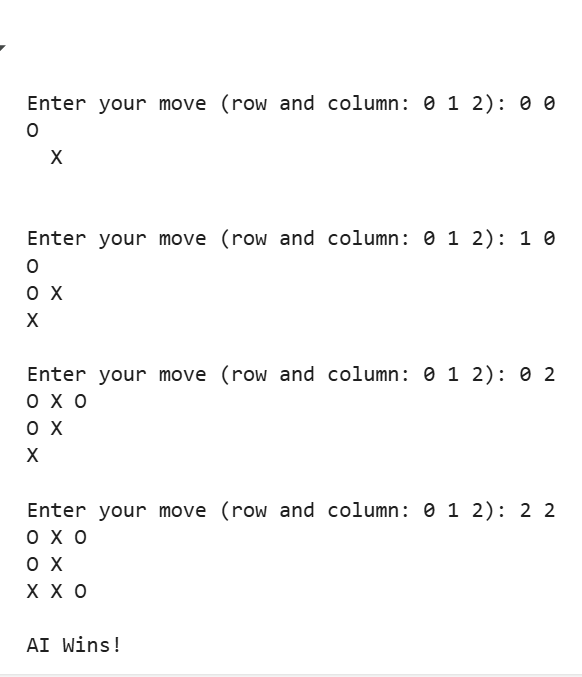 Enter your move (row and column: 0 1 2): 0 0
O
  X
Enter your move (row and column: 0 1 2): 1 0
O
O X
X
Enter your move (row and column: 0 1 2): 0 2
O X O
O X
X
Enter your move (row and column: 0 1 2): 2 2
O X O
O X
X X O
AI Wins!